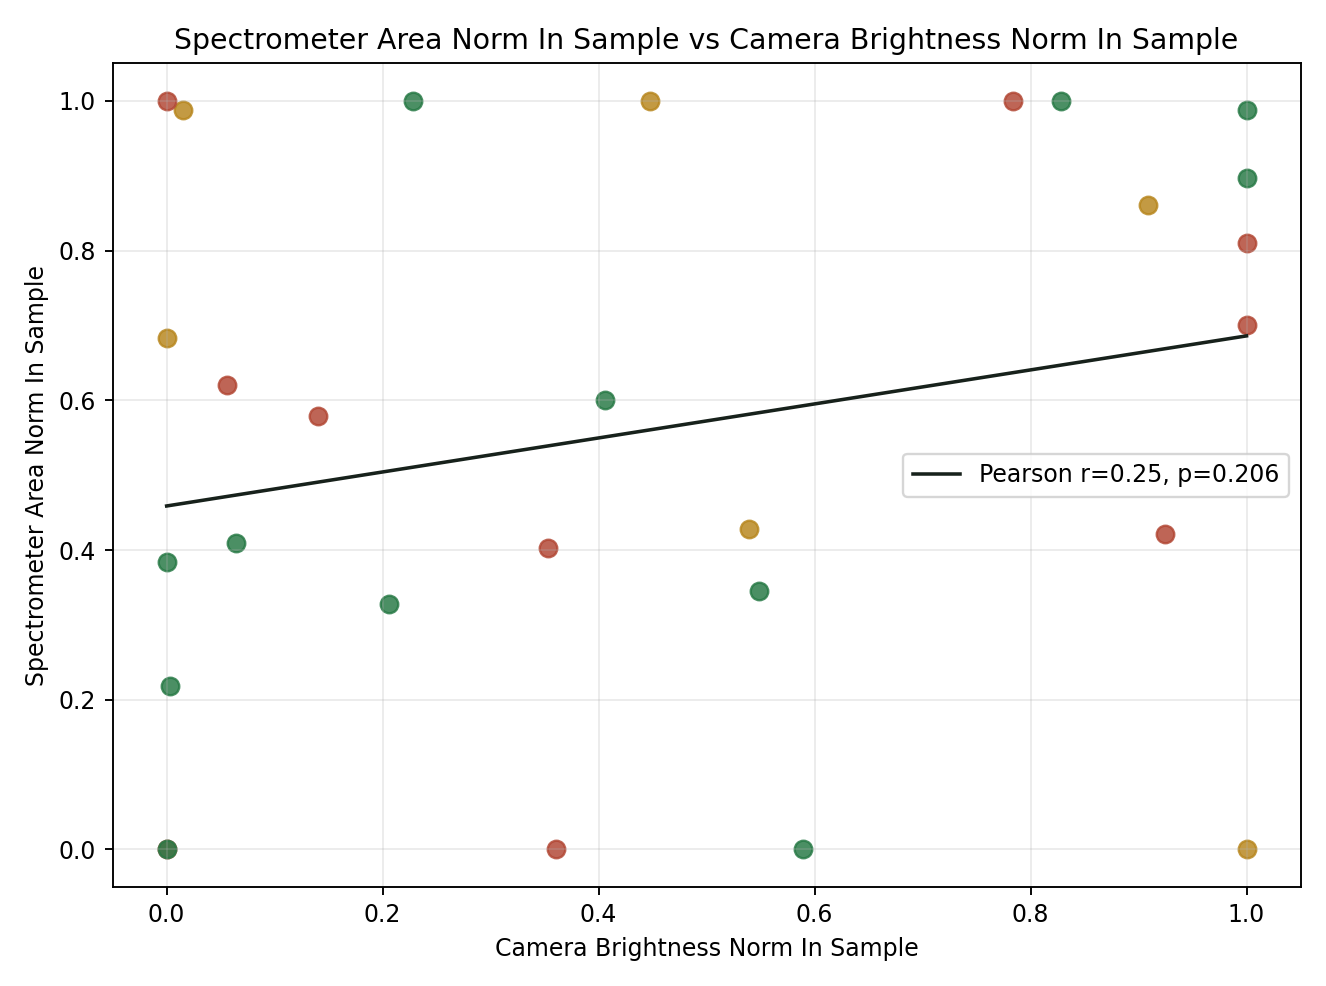 Spectrometer Area Norm In Sample vs Camera Brightness Norm In Sample
Spectrometer Area Norm In Sample
1.0
0.8
0.6
0.4
0.2
0.0
Pearson r=0.25, p=0.206
0.0 0.2 0.4 0.6 0.8 1.0
Camera Brightness Norm In Sample